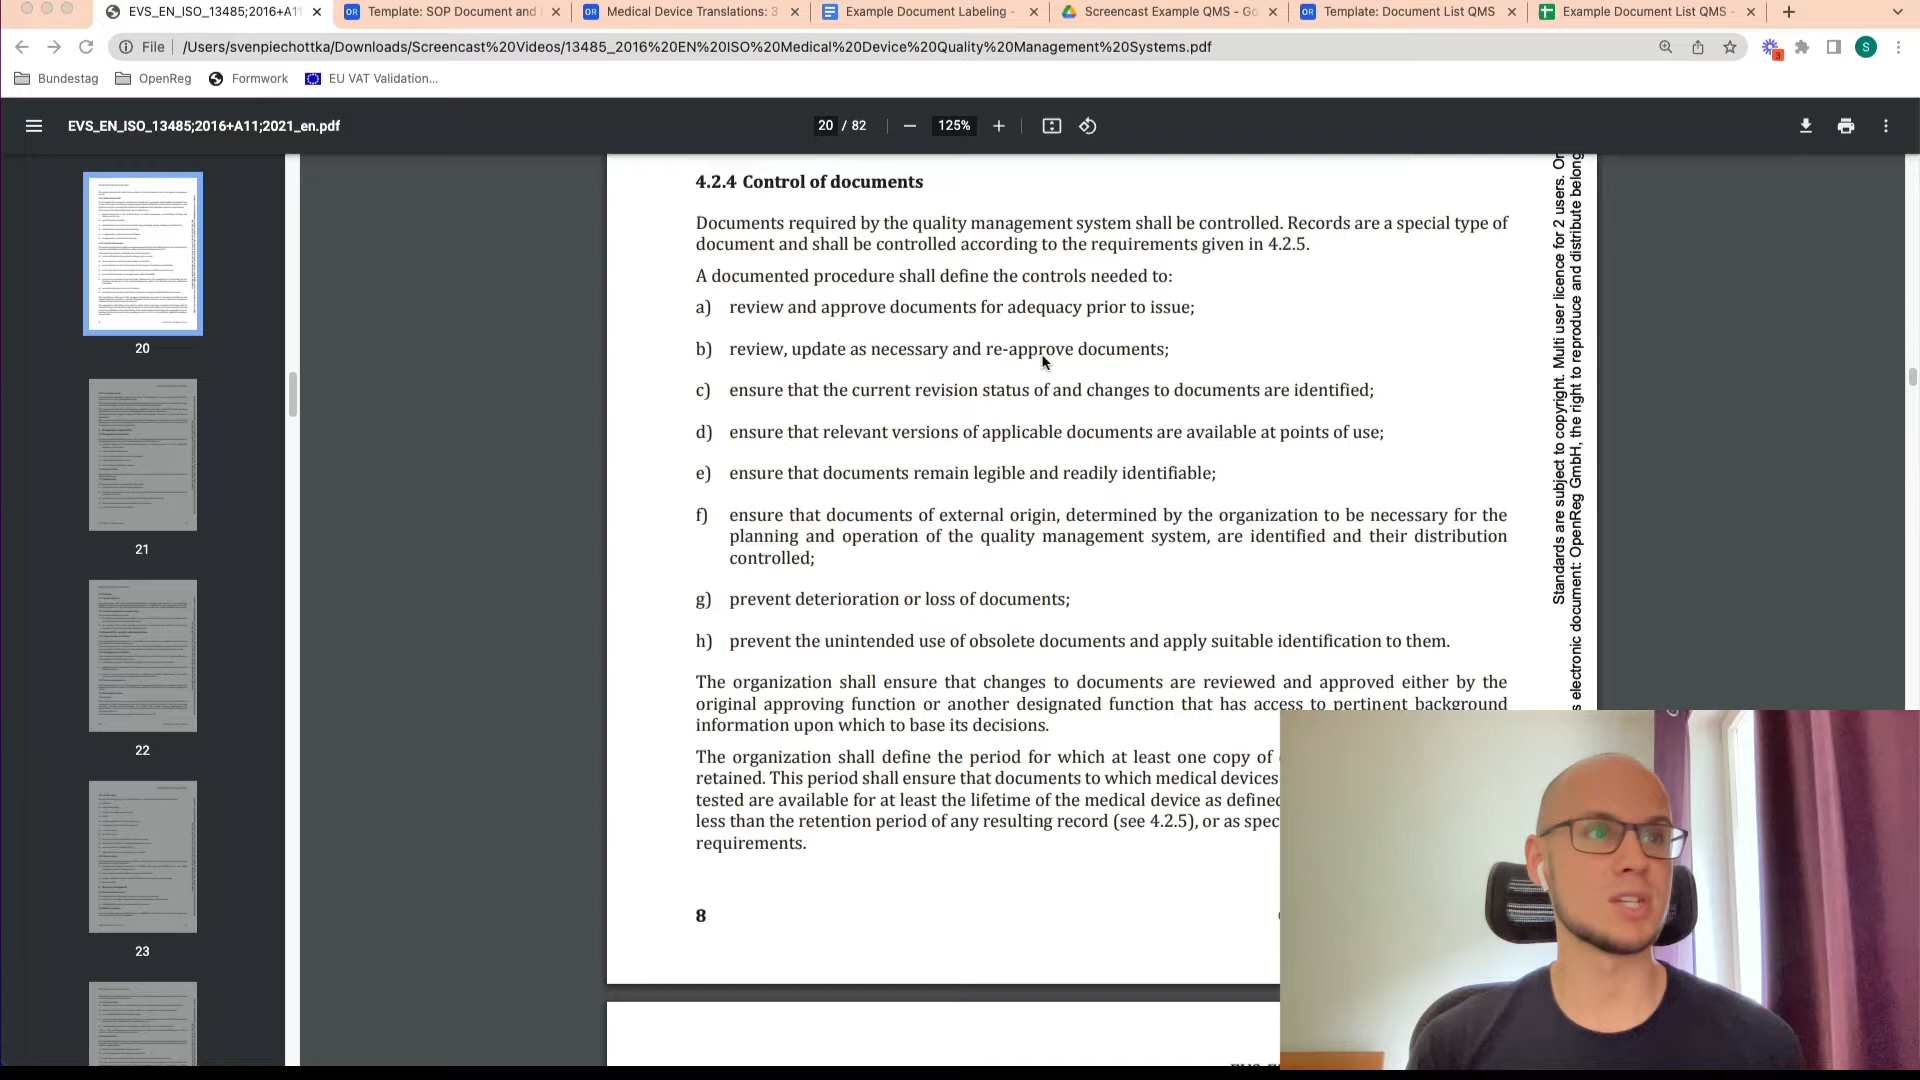 EVS_EN_ISO_13485;2016+A11
Template: SOP Document and
Medical Device Translations: 3
Example Document Labeling -
Screencast Example QMS - Go
Template: Document List QMS
Example Document List QMS -
File
/Users/svenpiechottka/Downloads/Screencast%20Videos/13485_2016%20EN%20ISO%20Medical%20Device%20Quality%20Management%20Systems.pdf
3
S
Bundestag
OpenReg
Formwork
EU VAT Validation...
EVS_EN_ISO_13485;2016+A11;2021_en.pdf
20 / 82
125%
20
21
22
23
4.2.4 Control of documents
Documents required by the quality management system shall be controlled. Records are a special type of
document and shall be controlled according to the requirements given in 4.2.5.
A documented procedure shall define the controls needed to:
a) review and approve documents for adequacy prior to issue;
b) review, update as necessary and re-approve documents;
c) ensure that the current revision status of and changes to documents are identified;
d) ensure that relevant versions of applicable documents are available at points of use;
e) ensure that documents remain legible and readily identifiable;
f) ensure that documents of external origin, determined by the organization to be necessary for the
planning and operation of the quality management system, are identified and their distribution
controlled;
g) prevent deterioration or loss of documents;
h) prevent the unintended use of obsolete documents and apply suitable identification to them.
The organization shall ensure that changes to documents are reviewed and approved either by the
original approving function or another designated function that has access to pertinent background
information upon which to base its decisions.
The organization shall define the period for which at least one copy of
retained. This period shall ensure that documents to which medical devices
tested are available for at least the lifetime of the medical device as defined
less than the retention period of any resulting record (see 4.2.5), or as spec
requirements.
8
Standards are subject to copyright. Multi user licence for 2 users. Or
s electronic document: OpenReg GmbH, the right to reproduce and distribute belong